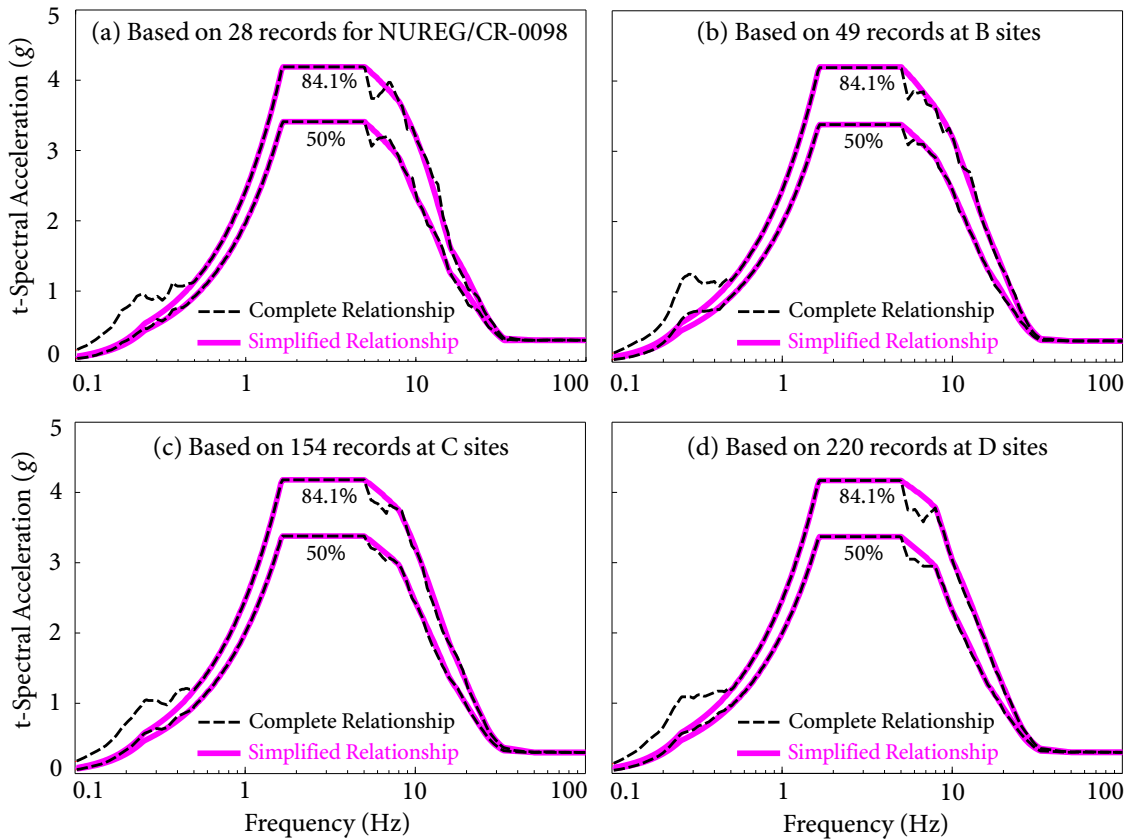 (a) Based on 28 records for NUREG/CR-0098
t-Spectral Acceleration (g)
5
4
3
2
1
0
84.1%
50%
Complete Relationship
Simplified Relationship
0.1
1
10
100
(b) Based on 49 records at B sites
84.1%
50%
Complete Relationship
Simplified Relationship
0.1
1
10
100
(c) Based on 154 records at C sites
t-Spectral Acceleration (g)
5
4
3
2
1
0
84.1%
50%
Complete Relationship
Simplified Relationship
0.1
1
10
100
Frequency (Hz)
(d) Based on 220 records at D sites
84.1%
50%
Complete Relationship
Simplified Relationship
0.1
1
10
100
Frequency (Hz)